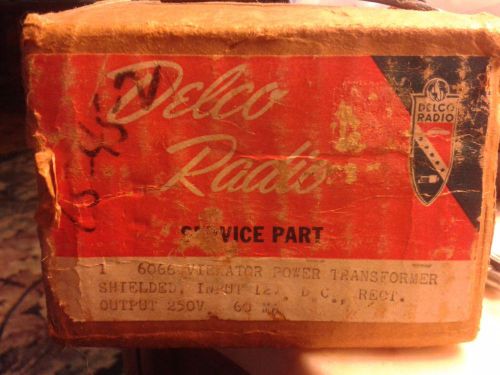 Delco
Radio
DELCO
RADIO
SERVICE PART
1 6066 VIBRATOR POWER TRANSFORMER
SHIELDED, INPUT 12V D C., RECT.
OUTPUT 250V. 60 MA.